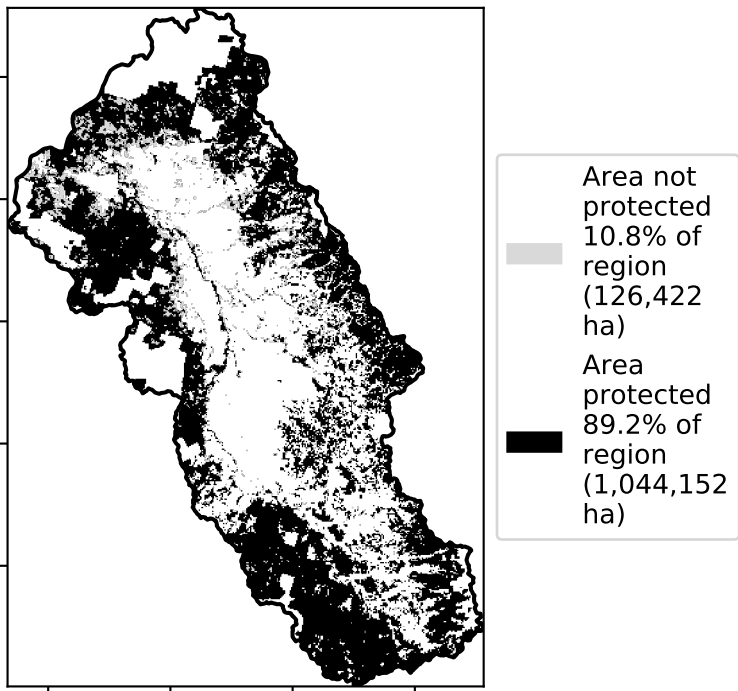 Area not
protected
10.8% of
region
(126,422
ha)
Area
protected
89.2% of
region
(1,044,152
ha)